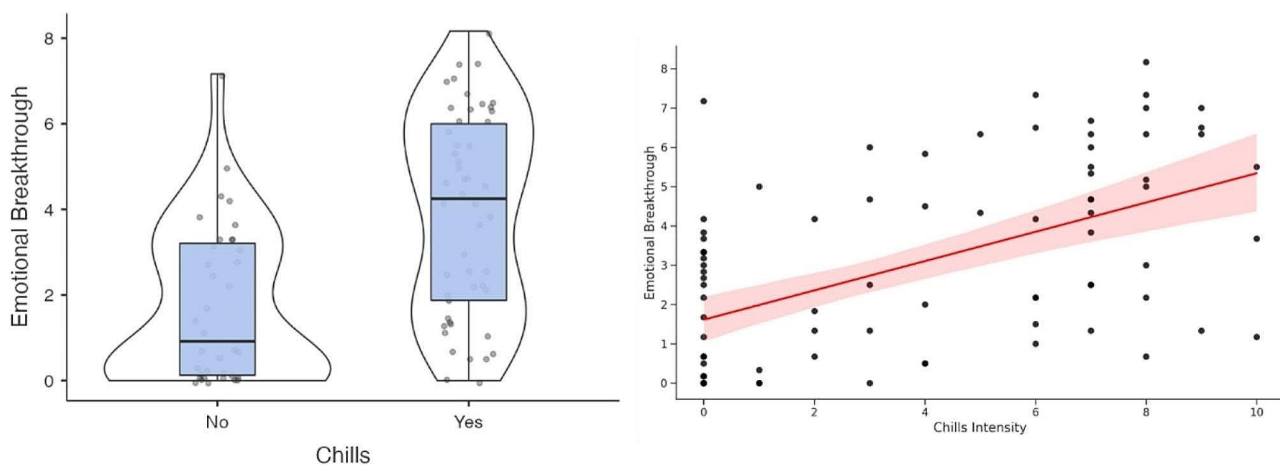 Emotional Breakthrough
8
6
4
2
0
No Yes
Chills
Emotional Breakthrough
8
7
6
5
4
3
2
1
0
0 2 4 6 8 10
Chills Intensity